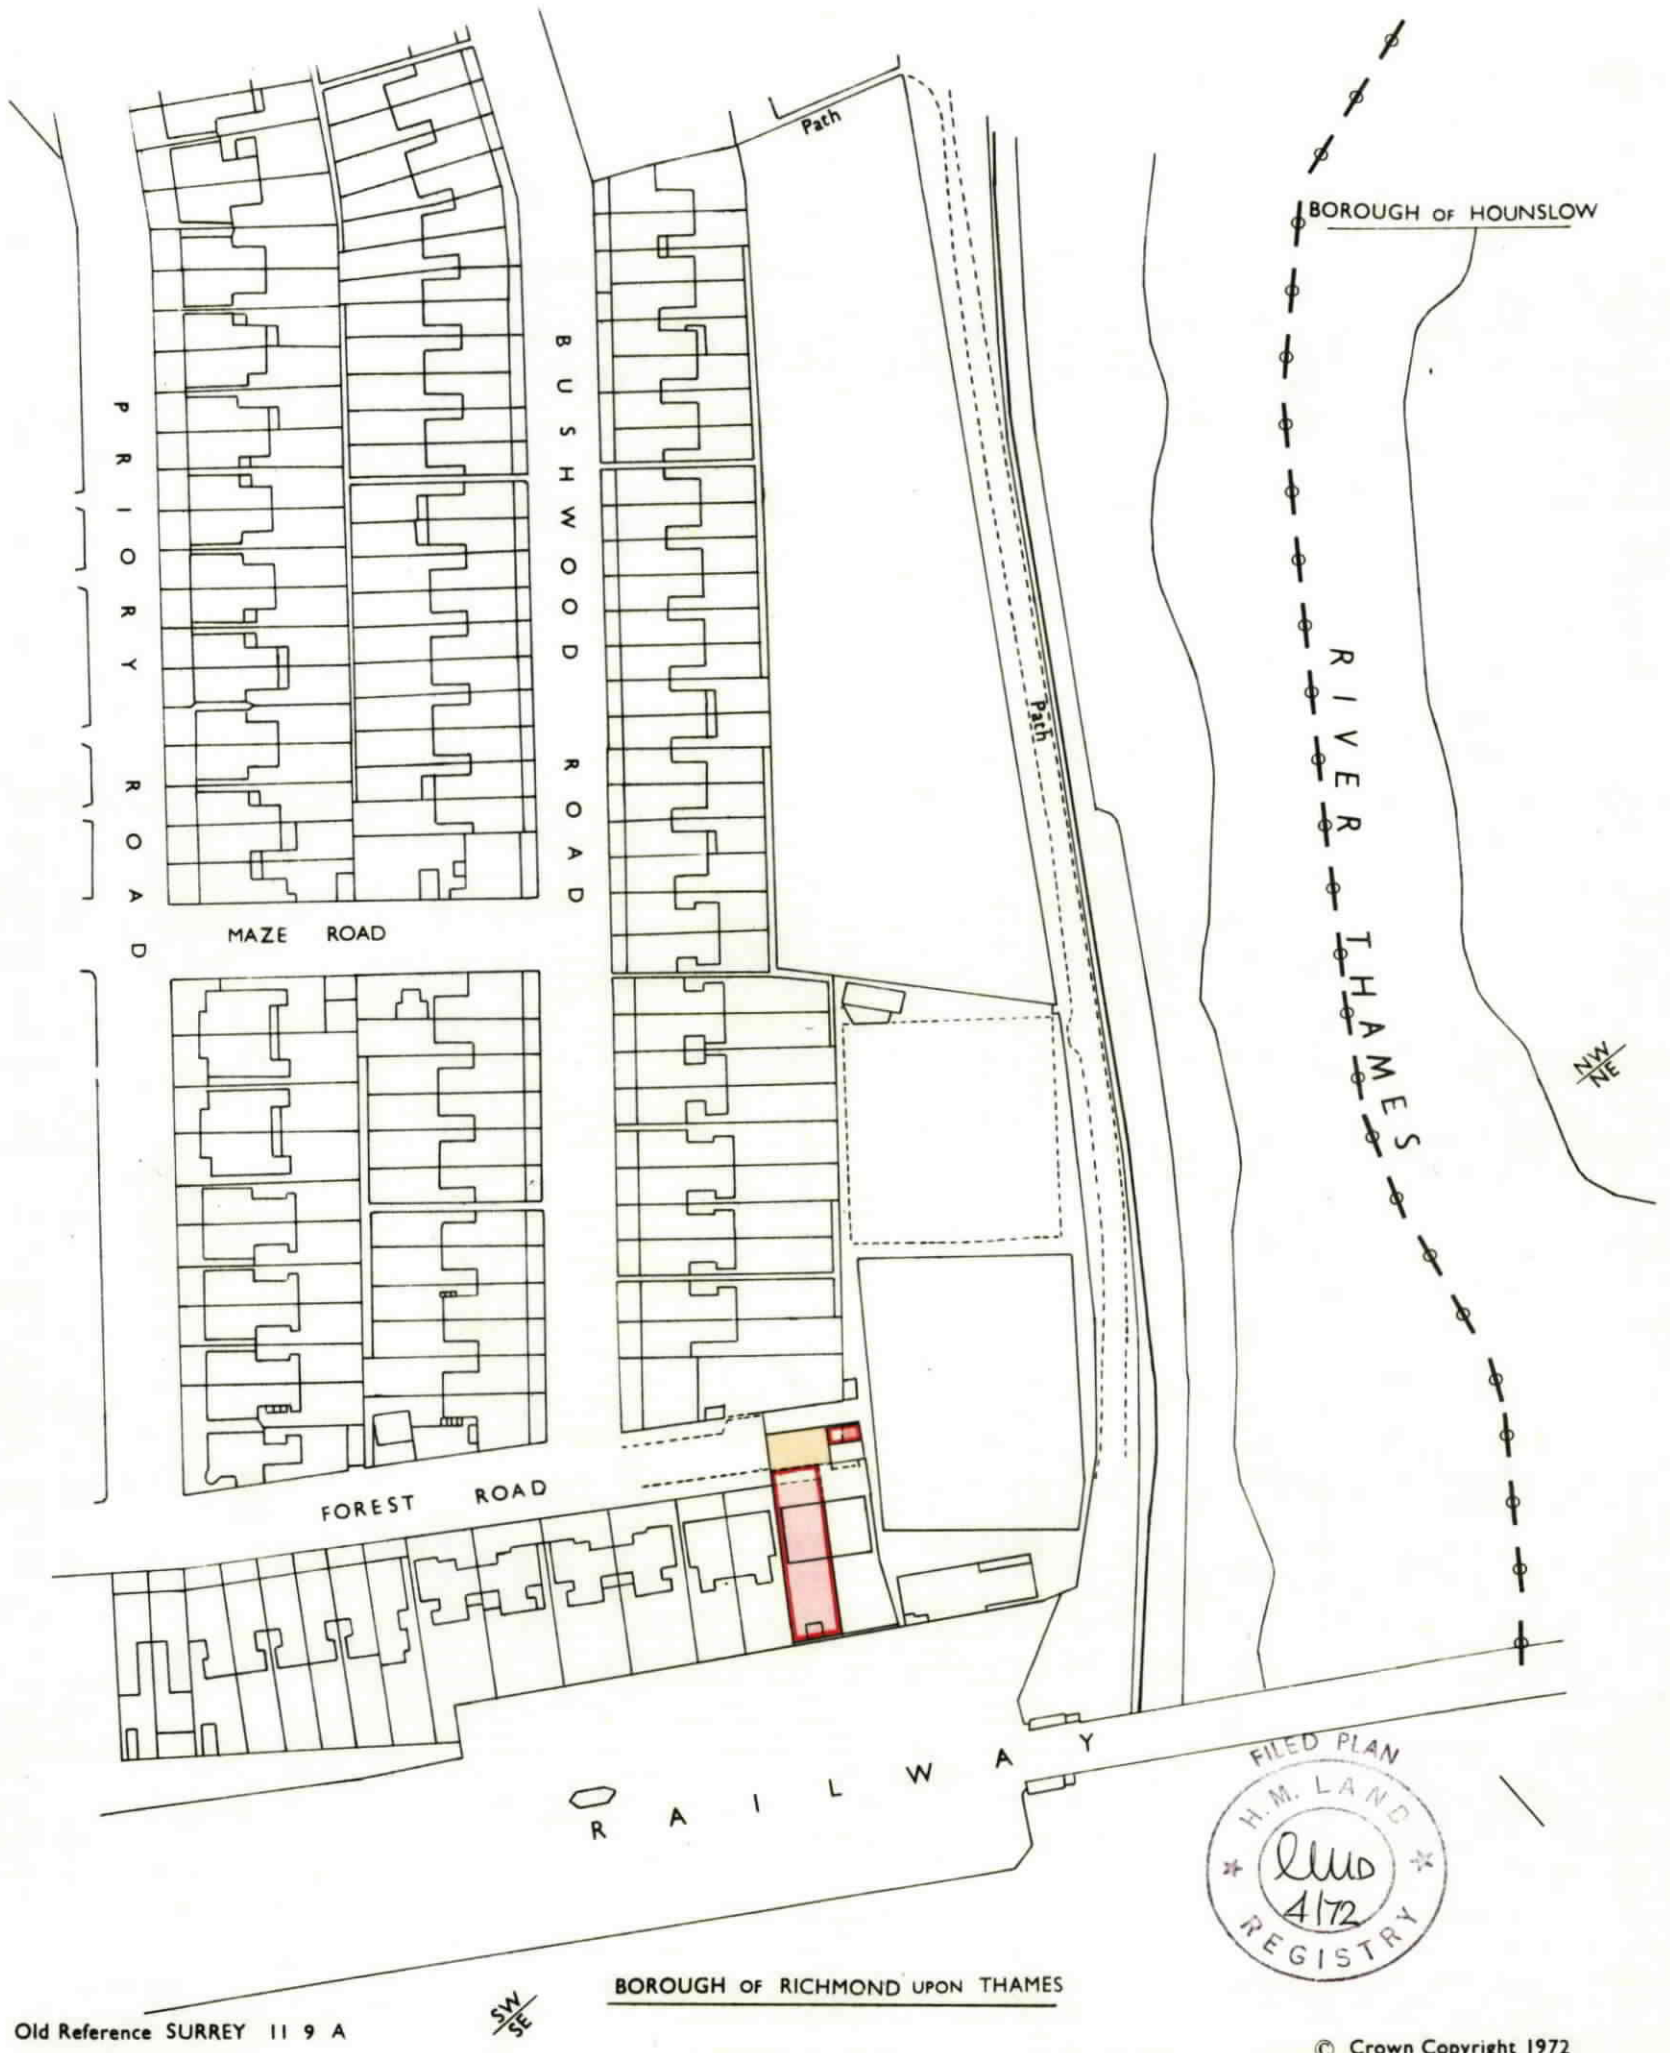 Path
BOROUGH OF HOUNSLOW
PRIORY ROAD
BUSHWOOD ROAD
Path
RIVER THAMES
MAZE ROAD
NW
NE
FOREST ROAD
RAILWAY
FILED PLAN
H.M. LAND
4/72
REGISTRY
BOROUGH OF RICHMOND UPON THAMES
SW
SE
Old Reference SURREY 11 9 A
© Crown Copyright 1972